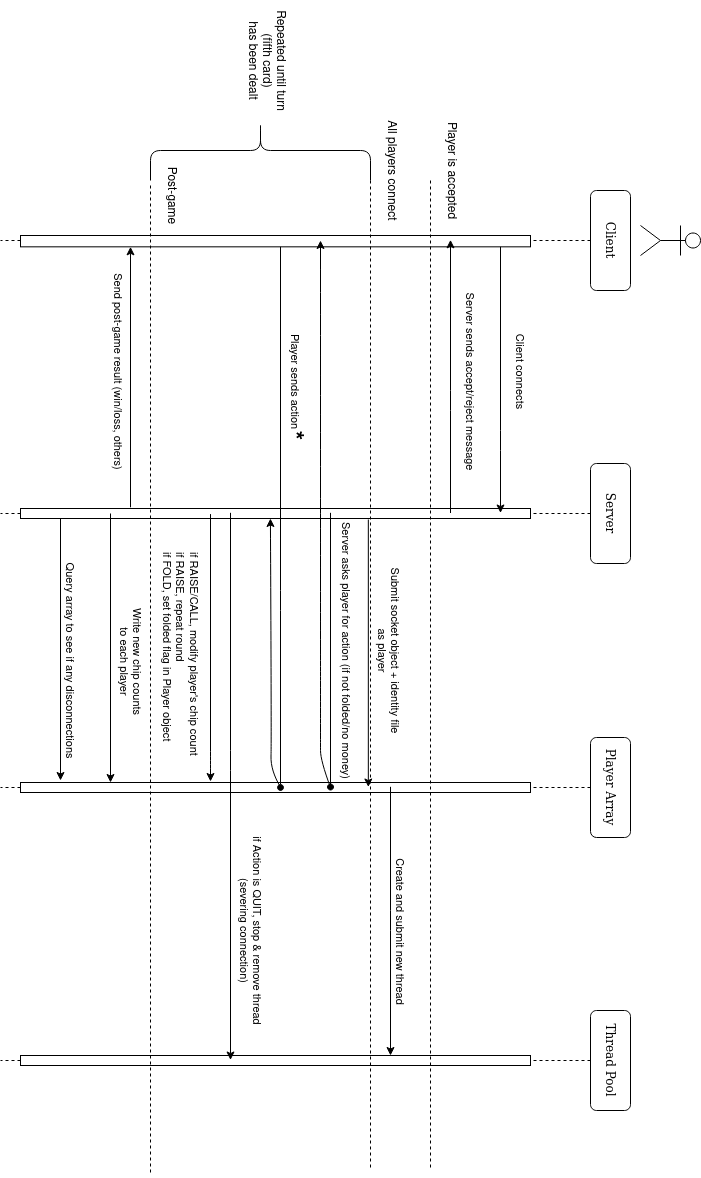 Client
Server
Player Array
Thread Pool
Client connects
Player is accepted
Server sends accept/reject message
Create and submit new thread
All players connect
Submit socket object + identity file
as player
Server asks player for action (if not folded/no money)
Repeated until turn
(fifth card)
has been dealt
Player sends action *
if Action is QUIT, stop & remove thread
(severing connection)
if RAISE/CALL, modify player's chip count
if RAISE, repeat round
if FOLD, set folded flag in Player object
Post-game
Send post-game result (win/loss, others)
Write new chip counts
to each player
Query array to see if any disconnections